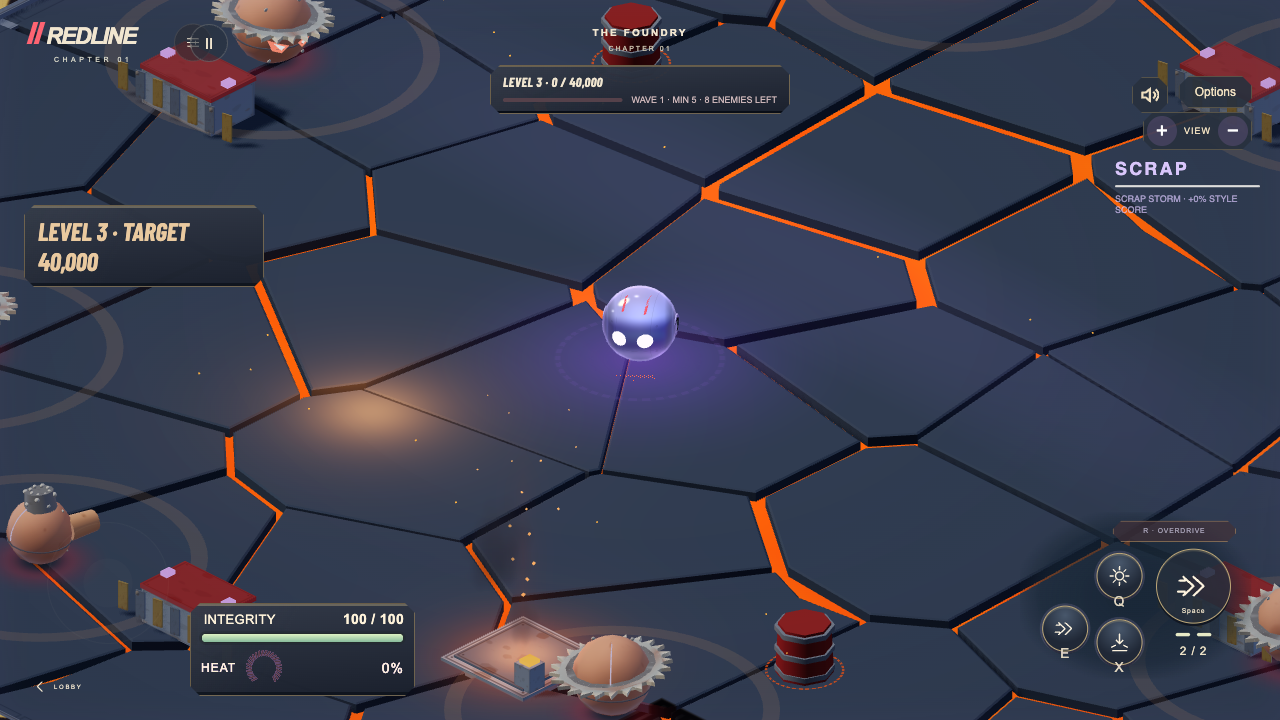 REDLINE
CHAPTER 01
THE FOUNDRY
CHAPTER 01
LEVEL 3 · 0 / 40,000
WAVE 1 · MIN 5 · 8 ENEMIES LEFT
Options
+ VIEW −
SCRAP
SCRAP STORM · +0% STYLE
SCORE
LEVEL 3 · TARGET
40,000
R · OVERDRIVE
Q
Space
E
X
2 / 2
INTEGRITY 100 / 100
HEAT 0%
LOBBY